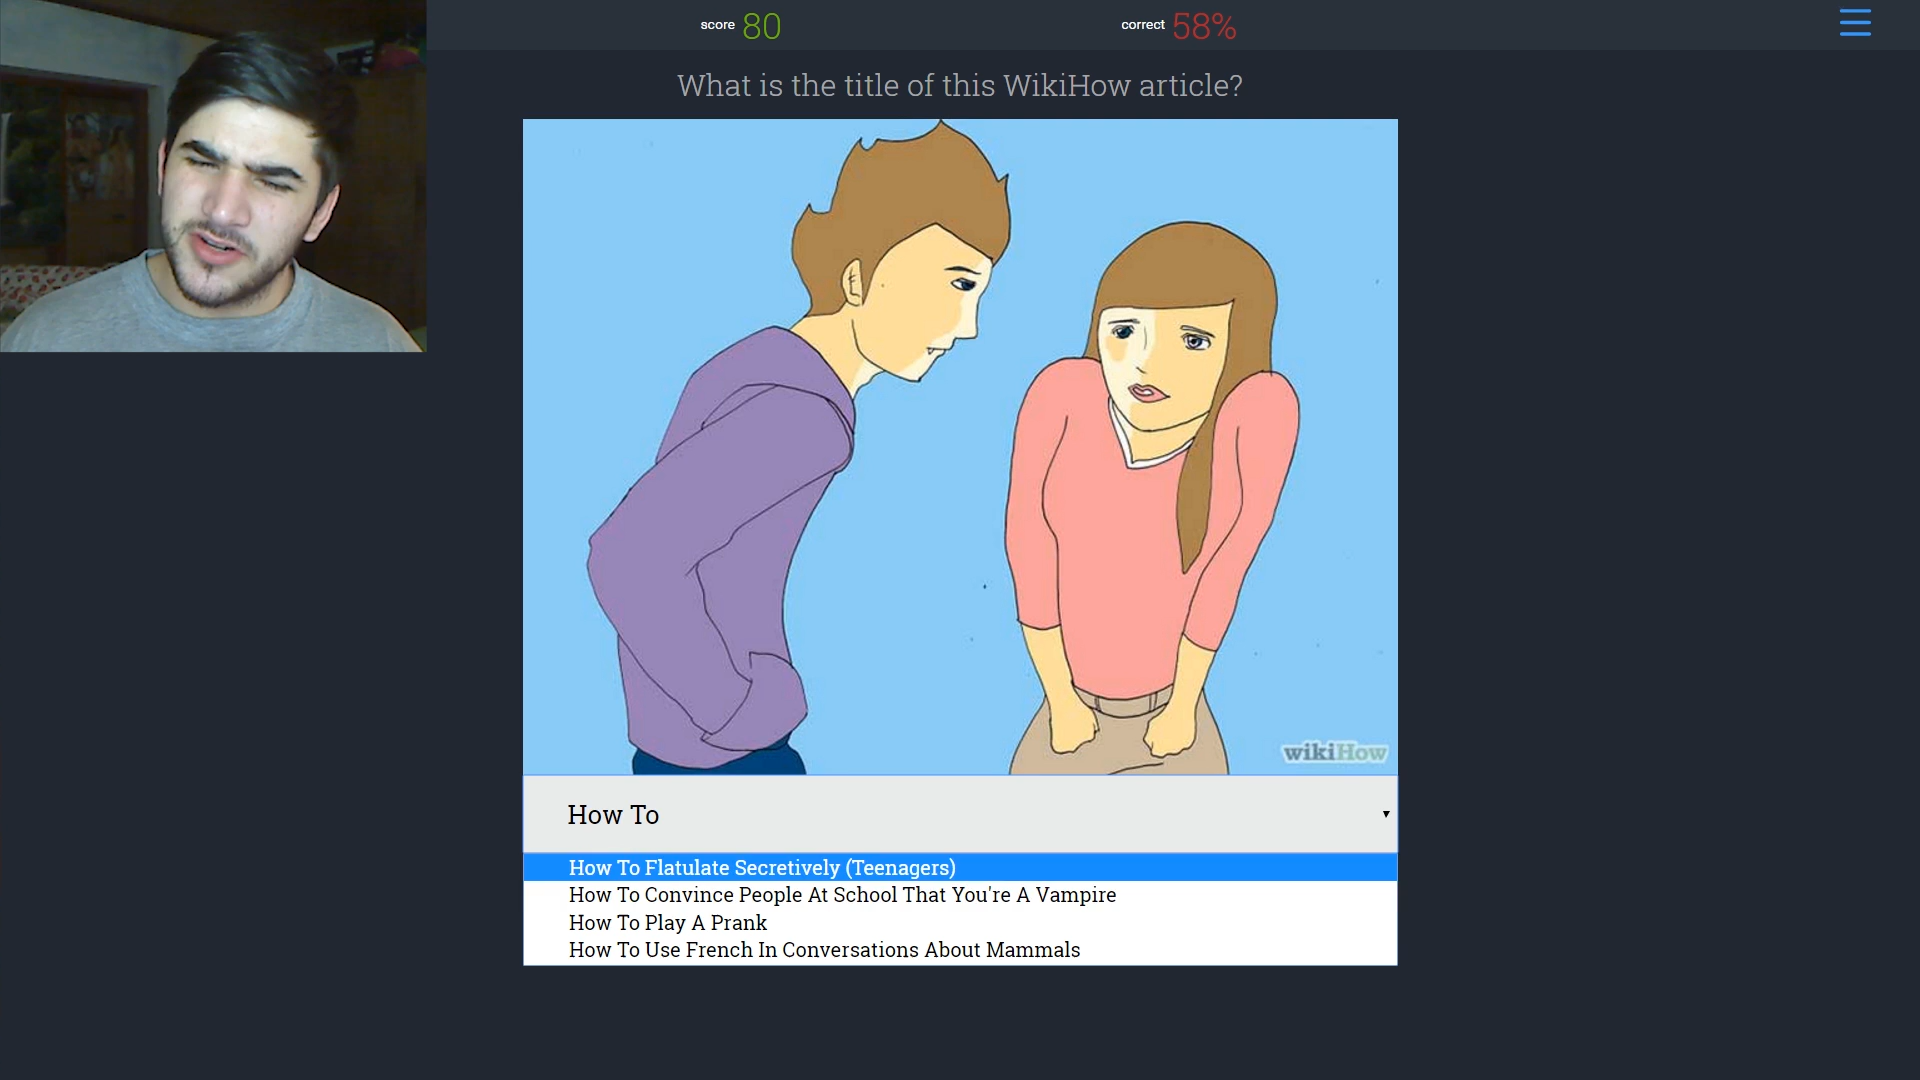 score 80
correct 58%
What is the title of this WikiHow article?
wikiHow
How To
How To Flatulate Secretively (Teenagers)
How To Convince People At School That You're A Vampire
How To Play A Prank
How To Use French In Conversations About Mammals